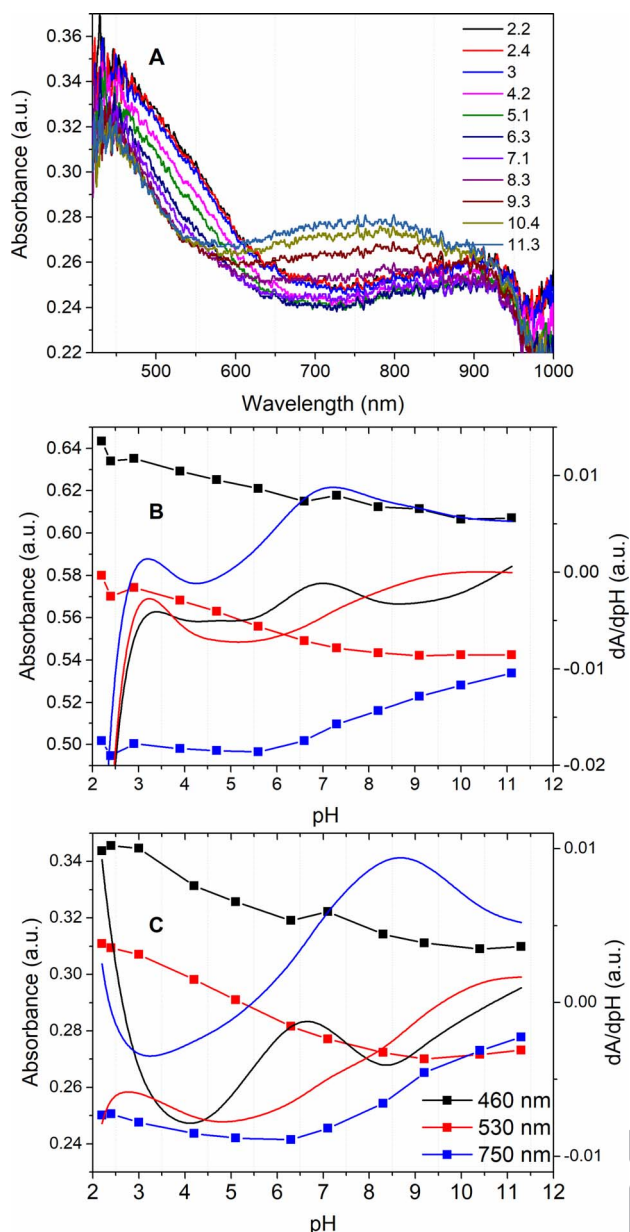 A
2.2
2.4
3
4.2
5.1
6.3
7.1
8.3
9.3
10.4
11.3
0.36
0.34
0.32
0.30
0.28
0.26
0.24
0.22
Absorbance (a.u.)
500 600 700 800 900 1000
Wavelength (nm)
B
0.64
0.62
0.60
0.58
0.56
0.54
0.52
0.50
Absorbance (a.u.)
0.01
0.00
-0.01
-0.02
dA/dpH (a.u.)
2 3 4 5 6 7 8 9 10 11 12
pH
C
0.34
0.32
0.30
0.28
0.26
0.24
Absorbance (a.u.)
0.01
0.00
-0.01
dA/dpH (a.u.)
460 nm
530 nm
750 nm
2 3 4 5 6 7 8 9 10 11 12
pH